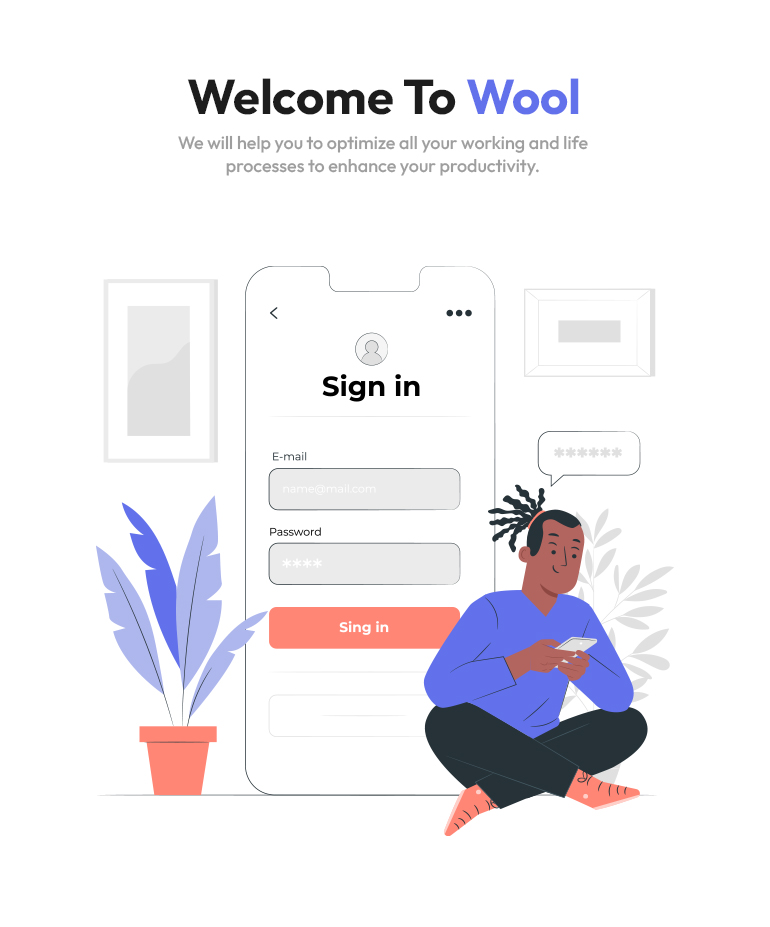 Welcome To Wool
We will help you to optimize all your working and life
processes to enhance your productivity.
Sign in
******
E-mail
name@mail.com
Password
****
Sing in